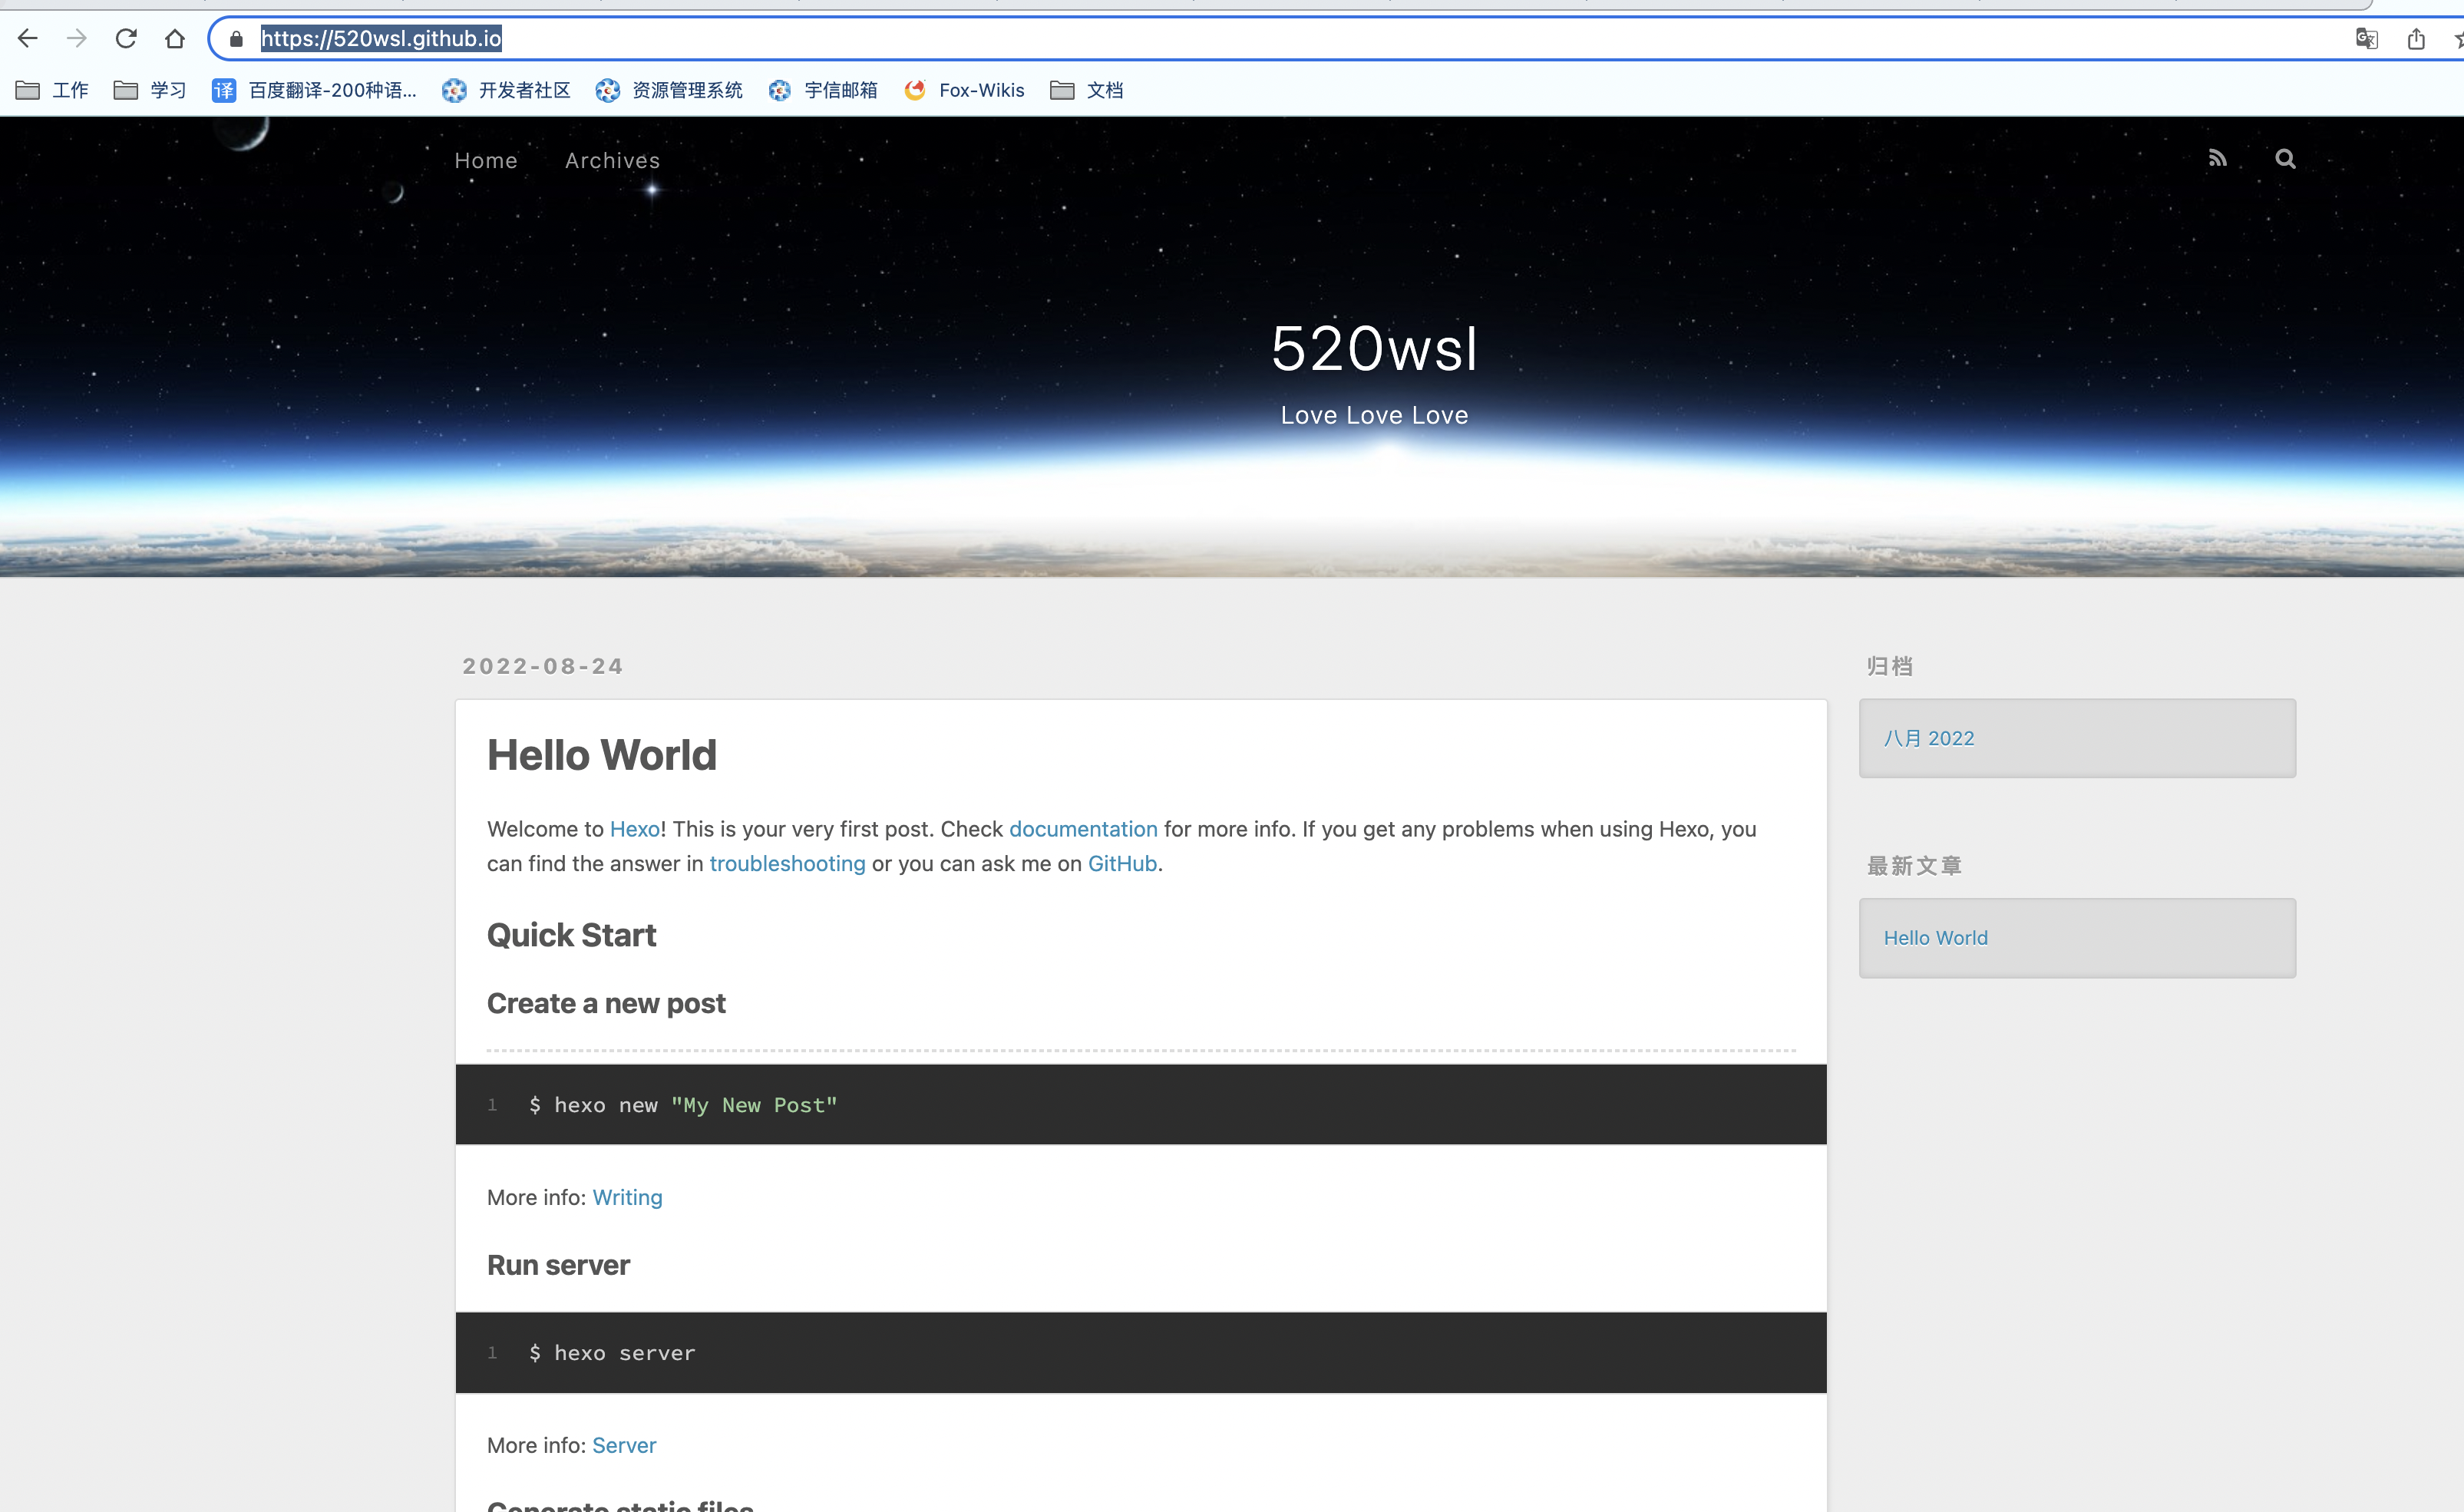 https://520wsl.github.io
工作 学习 译 百度翻译-200种语... 开发者社区 资源管理系统 宇信邮箱 Fox-Wikis 文档
Home Archives
520wsl
Love Love Love
2022-08-24
Hello World
Welcome to Hexo! This is your very first post. Check documentation for more info. If you get any problems when using Hexo, you
can find the answer in troubleshooting or you can ask me on GitHub.
Quick Start
Create a new post
1 $ hexo new "My New Post"
More info: Writing
Run server
1 $ hexo server
More info: Server
Generate static files
归档
八月 2022
最新文章
Hello World